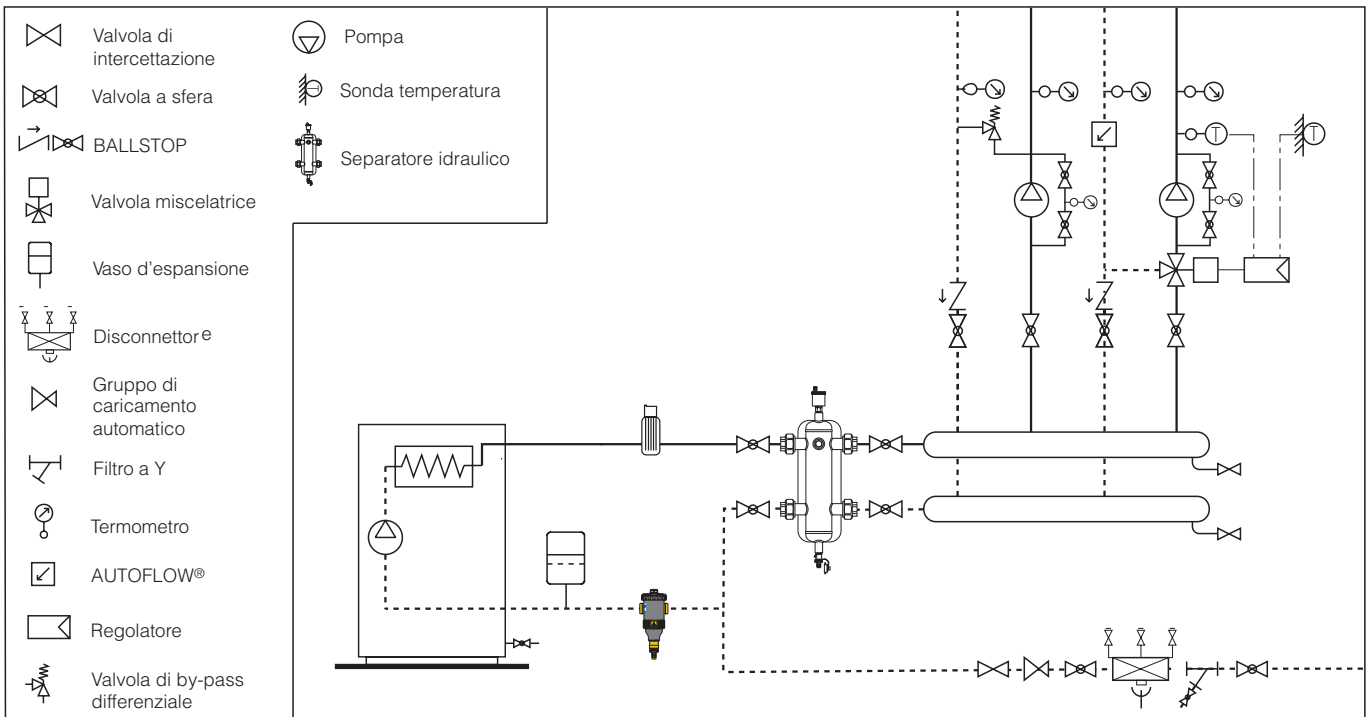 Valvola di
intercettazione
Valvola a sfera
BALLSTOP
Valvola miscelatrice
Vaso d'espansione
Disconnettore
Gruppo di
caricamento
automatico
Filtro a Y
Termometro
AUTOFLOW®
Regolatore
Valvola di by-pass
differenziale
Pompa
Sonda temperatura
Separatore idraulico
T
T